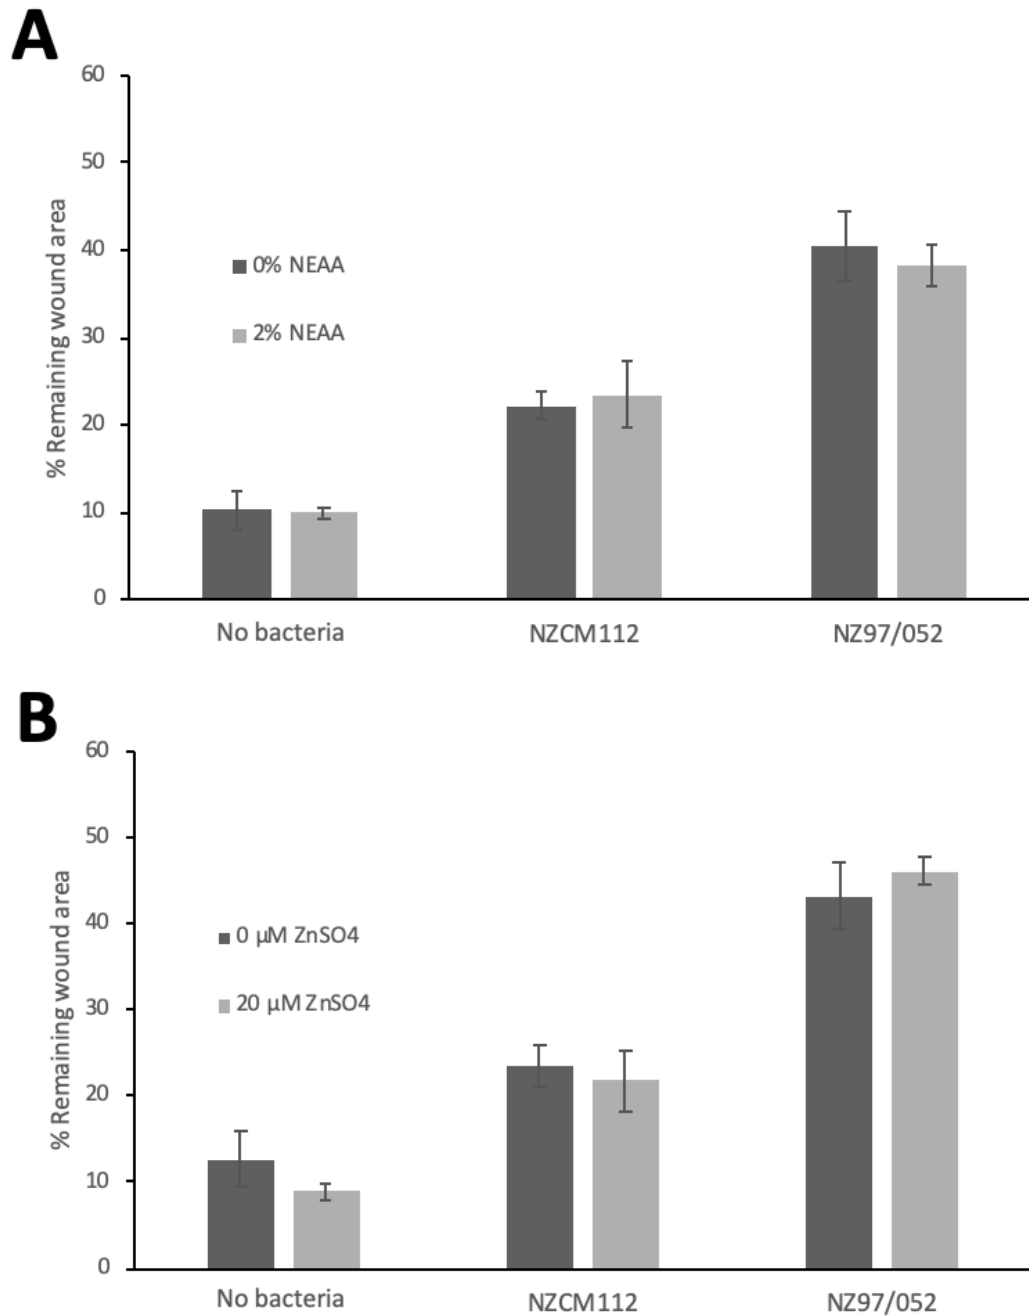 A
60
50
40
30
20
10
0
% Remaining wound area
0% NEAA
2% NEAA
No bacteria
NZCM112
NZ97/052
B
60
50
40
30
20
10
0
% Remaining wound area
0 µM ZnSO4
20 µM ZnSO4
No bacteria
NZCM112
NZ97/052